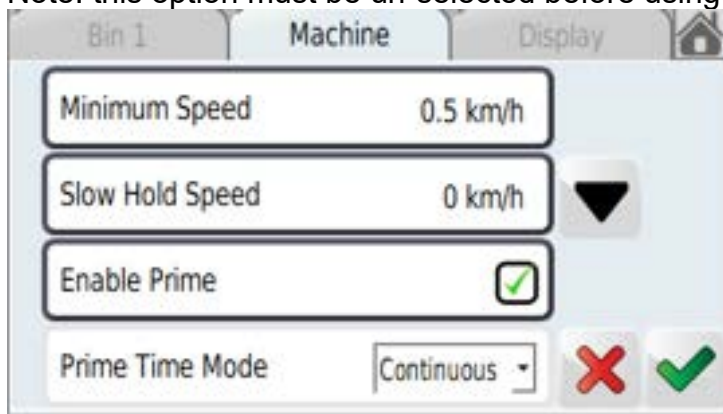 Note: this option must be un-selected before using
Bin 1 Machine Display
Minimum Speed 0.5 km/h
Slow Hold Speed 0 km/h
Enable Prime
Prime Time Mode Continuous